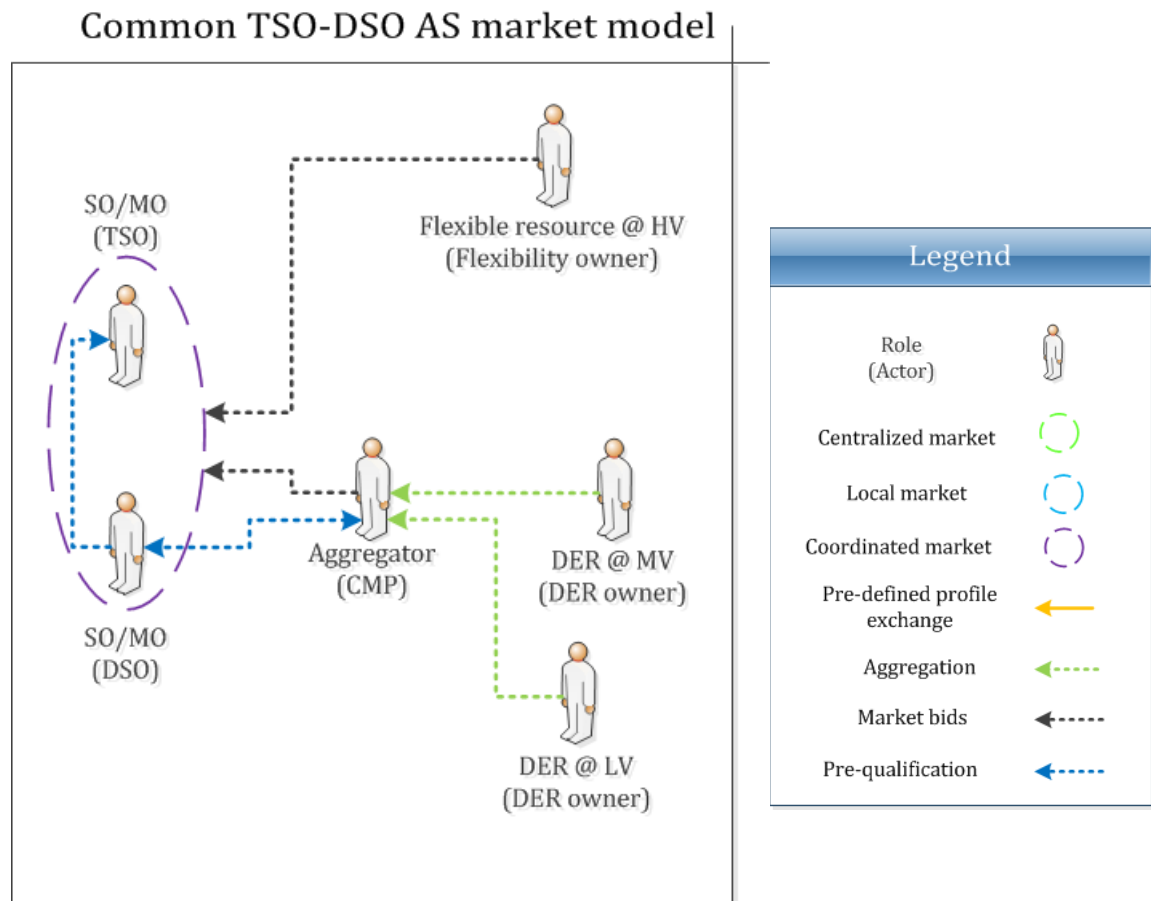 Common TSO-DSO AS market model
SO/MO
(TSO)
Flexible resource @ HV
(Flexibility owner)
Aggregator
(CMP)
DER @ MV
(DER owner)
SO/MO
(DSO)
DER @ LV
(DER owner)
Legend
Role
(Actor)
Centralized market
Local market
Coordinated market
Pre-defined profile
exchange
Aggregation
Market bids
Pre-qualification